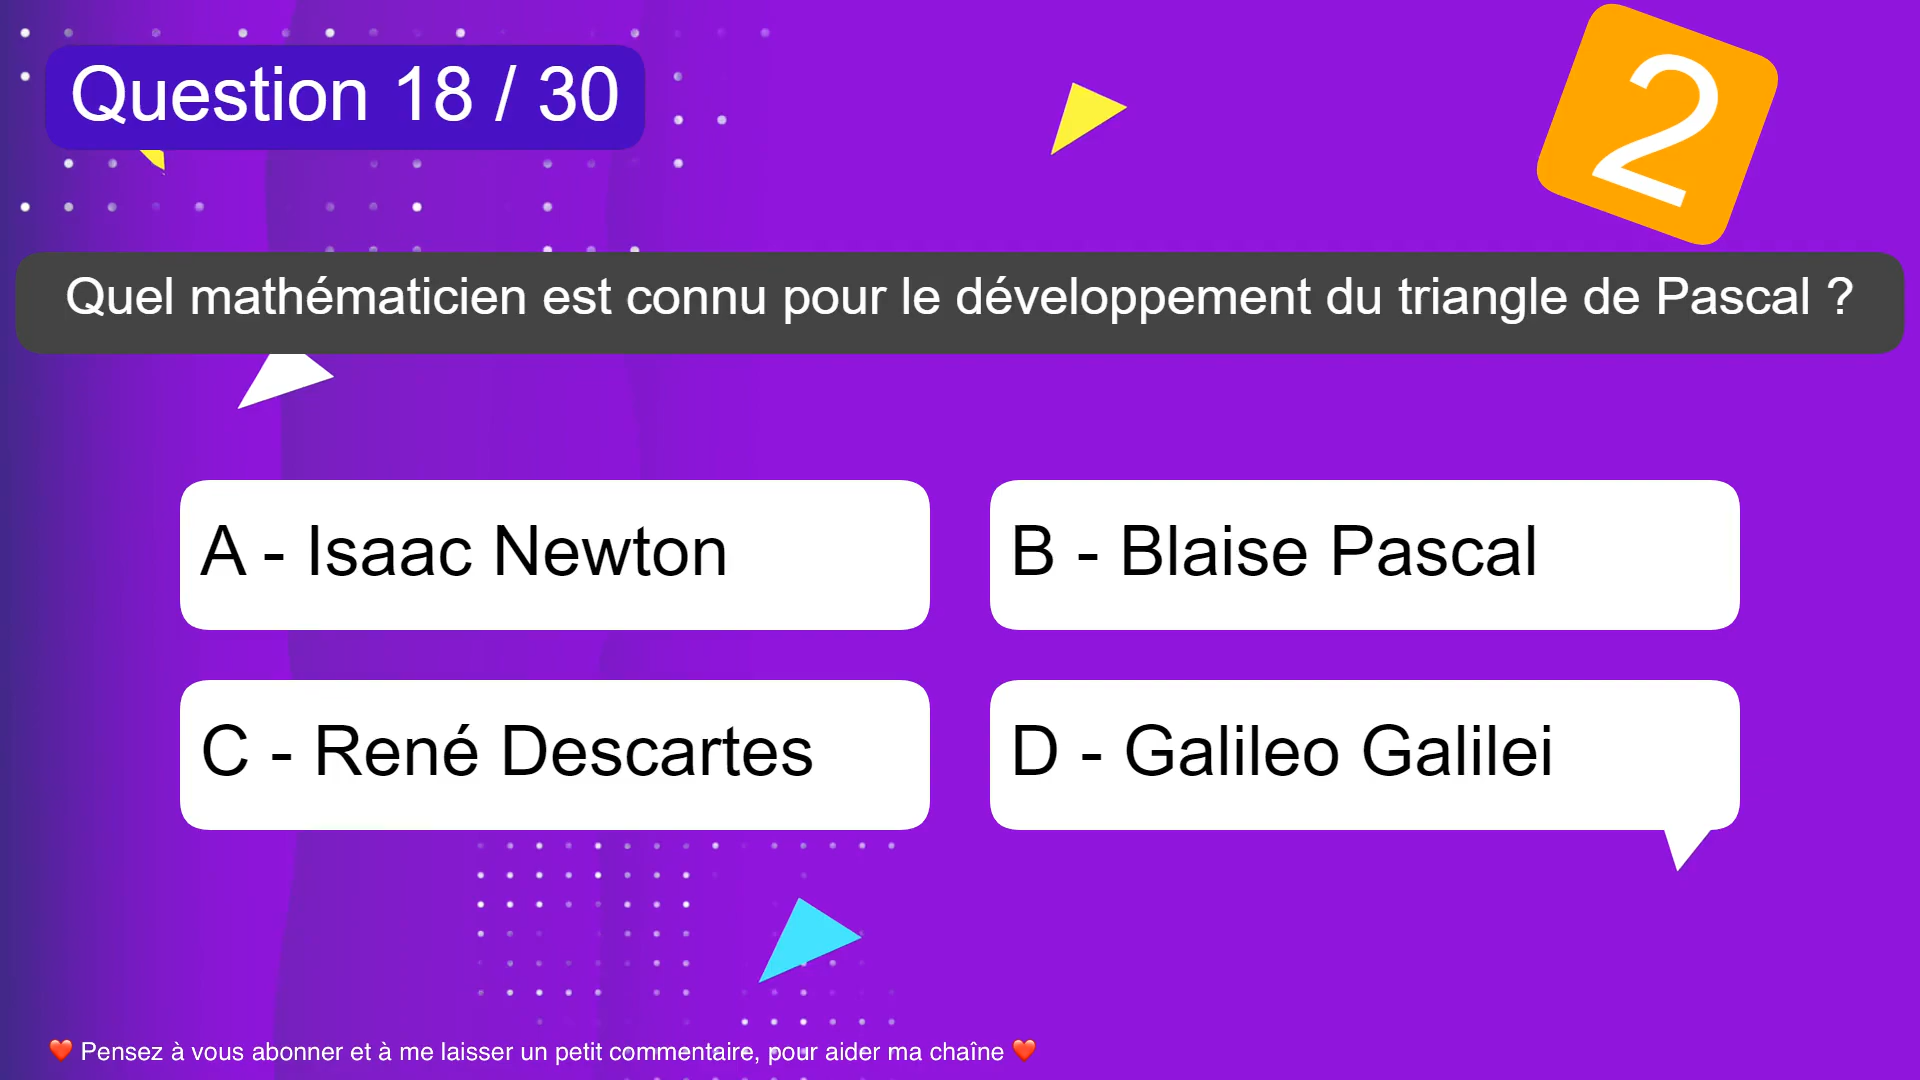 Question 18 / 30
2
Quel mathématicien est connu pour le développement du triangle de Pascal ?
A - Isaac Newton
B - Blaise Pascal
C - René Descartes
D - Galileo Galilei
❤️ Pensez à vous abonner et à me laisser un petit commentaire, pour aider ma chaîne ❤️